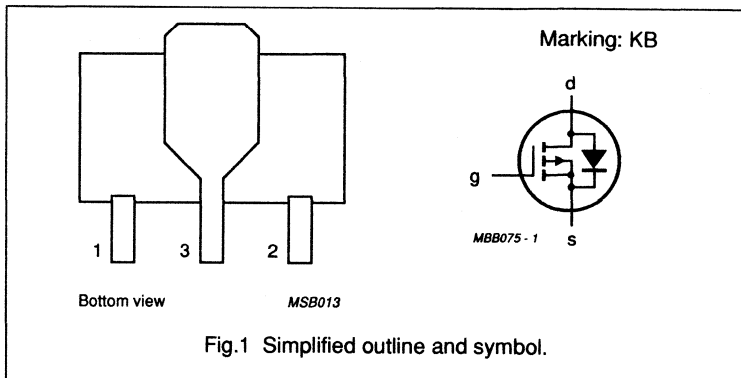 Marking: KB
d
g
MBB075 - 1
s
1
3
2
Bottom view
MSB013
Fig.1 Simplified outline and symbol.